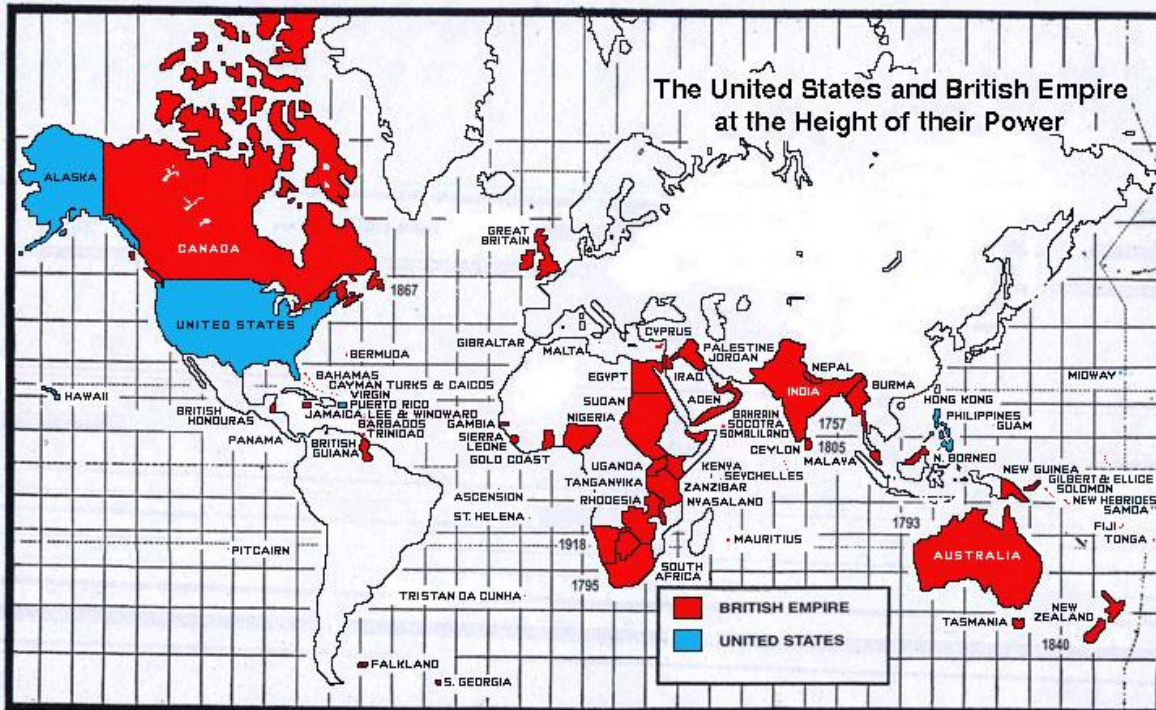 The United States and British Empire
at the Height of their Power
ALASKA
CANADA
GREAT
BRITAIN
1867
UNITED STATES
GIBRALTAR
MALTA
CYPRUS
PALESTINE
JORDAN
BERMUDA
EGYPT
IRAQ
NEPAL
BAHAMAS
CAYMAN TURKS & CAICOS
VIRGIN
PUERTO RICO
HAWAII
INDIA
BURMA
MIDWAY
HONG KONG
BRITISH
HONDURAS
JAMAICA LEE & WINDWARD
BARBADOS
TRINIDAD
GAMBIA
SUDAN
ADEN
NIGERIA
BAHRAIN
SOCOTRA
SOMALILAND
1757
PHILIPPINES
GUAM
PANAMA
BRITISH
GUIANA
SIERRA
LEONE
GOLD COAST
CEYLON
1805
MALAYA
N. BORNEO
UGANDA
TANGANYIKA
KENYA
SEYCHELLES
ZANZIBAR
NEW GUINEA
GILBERT & ELLICE
SOLOMON
NEW HEBRIDES
SAMOA
ASCENSION
RHODESIA
NYASALAND
ST. HELENA
1793
FIJI
TONGA
PITCAIRN
1918
MAURITIUS
AUSTRALIA
SOUTH
AFRICA
1795
TRISTAN DA CUNHA
BRITISH EMPIRE
UNITED STATES
NEW
ZEALAND
TASMANIA
1840
FALKLAND
S. GEORGIA